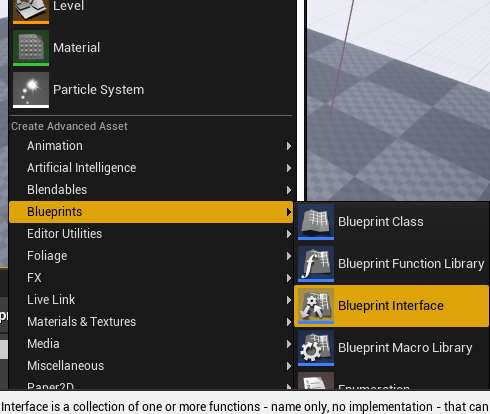 Level
Material
Particle System
Create Advanced Asset
Animation
Artificial Intelligence
Blendables
Blueprints
Editor Utilities
Foliage
FX
Live Link
Materials & Textures
Media
Miscellaneous
Paper2D
Blueprint Class
Blueprint Function Library
Blueprint Interface
Blueprint Macro Library
Enumeration
Interface is a collection of one or more functions - name only, no implementation - that can